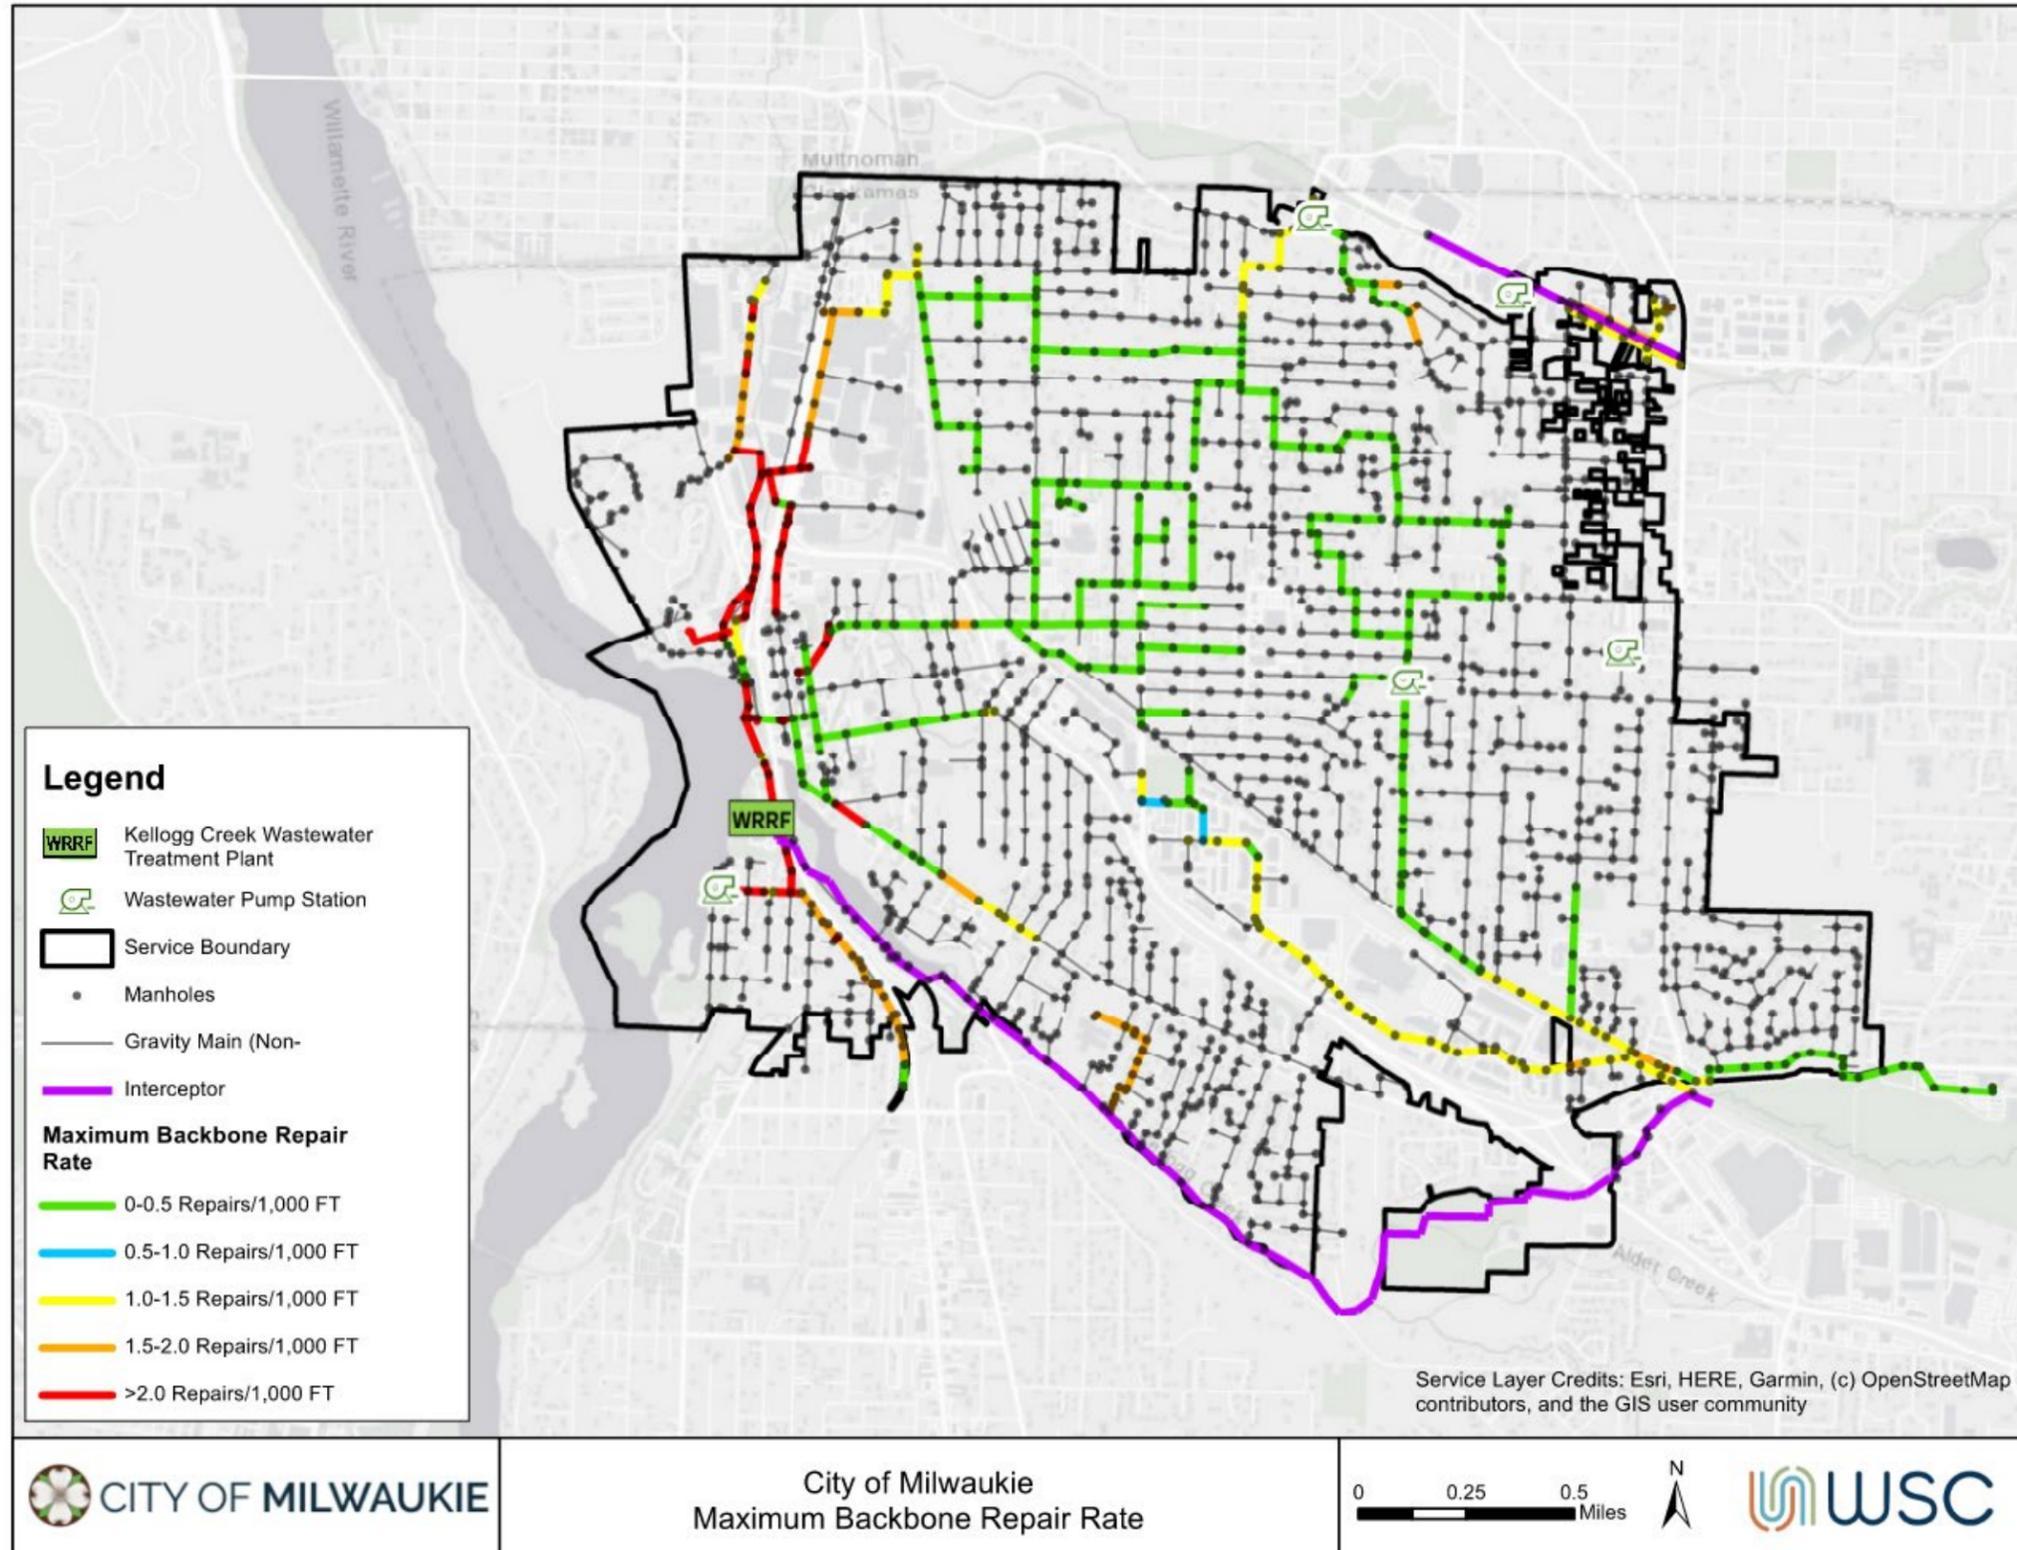 Willamette River
Multnomah
Clackamas
WRRF
Legend
WRRF
Kellogg Creek Wastewater
Treatment Plant
Wastewater Pump Station
Service Boundary
Manholes
Gravity Main (Non-
Interceptor
Maximum Backbone Repair
Rate
0-0.5 Repairs/1,000 FT
0.5-1.0 Repairs/1,000 FT
1.0-1.5 Repairs/1,000 FT
1.5-2.0 Repairs/1,000 FT
>2.0 Repairs/1,000 FT
Creek
Alder Creek
Service Layer Credits: Esri, HERE, Garmin, (c) OpenStreetMap
contributors, and the GIS user community
CITY OF MILWAUKIE
City of Milwaukie
Maximum Backbone Repair Rate
0 0.25 0.5
Miles
N
WSC